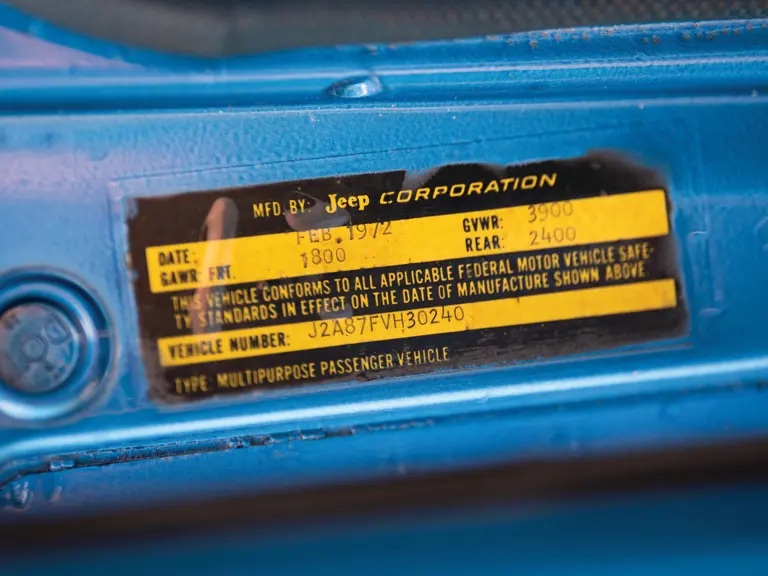 MFD. BY: Jeep CORPORATION
DATE: FEB. 1972 GVWR: 3900
GAWR: FRT. 1800 REAR: 2400
THIS VEHICLE CONFORMS TO ALL APPLICABLE FEDERAL MOTOR VEHICLE SAFE-
TY STANDARDS IN EFFECT ON THE DATE OF MANUFACTURE SHOWN ABOVE.
VEHICLE NUMBER: J2A87FVH30240
TYPE: MULTIPURPOSE PASSENGER VEHICLE